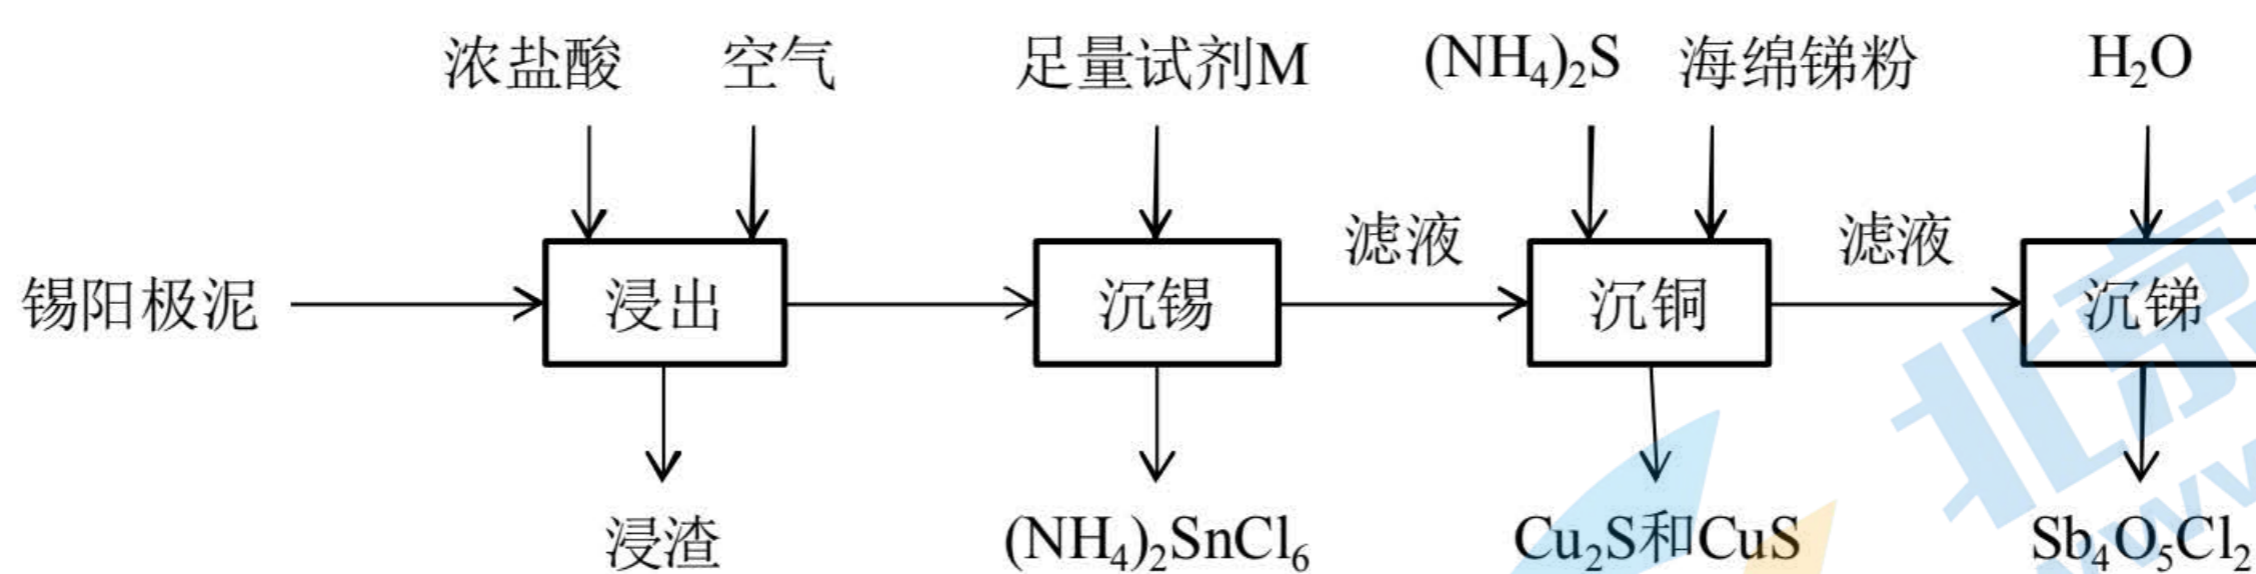 浓盐酸 空气 足量试剂M (NH₄)₂S 海绵锑粉 H₂O
滤液 滤液
锡阳极泥 浸出 沉锡 沉铜 沉锑
浸渣 (NH₄)₂SnCl₆ Cu₂S和CuS Sb₄O₅Cl₂
北京